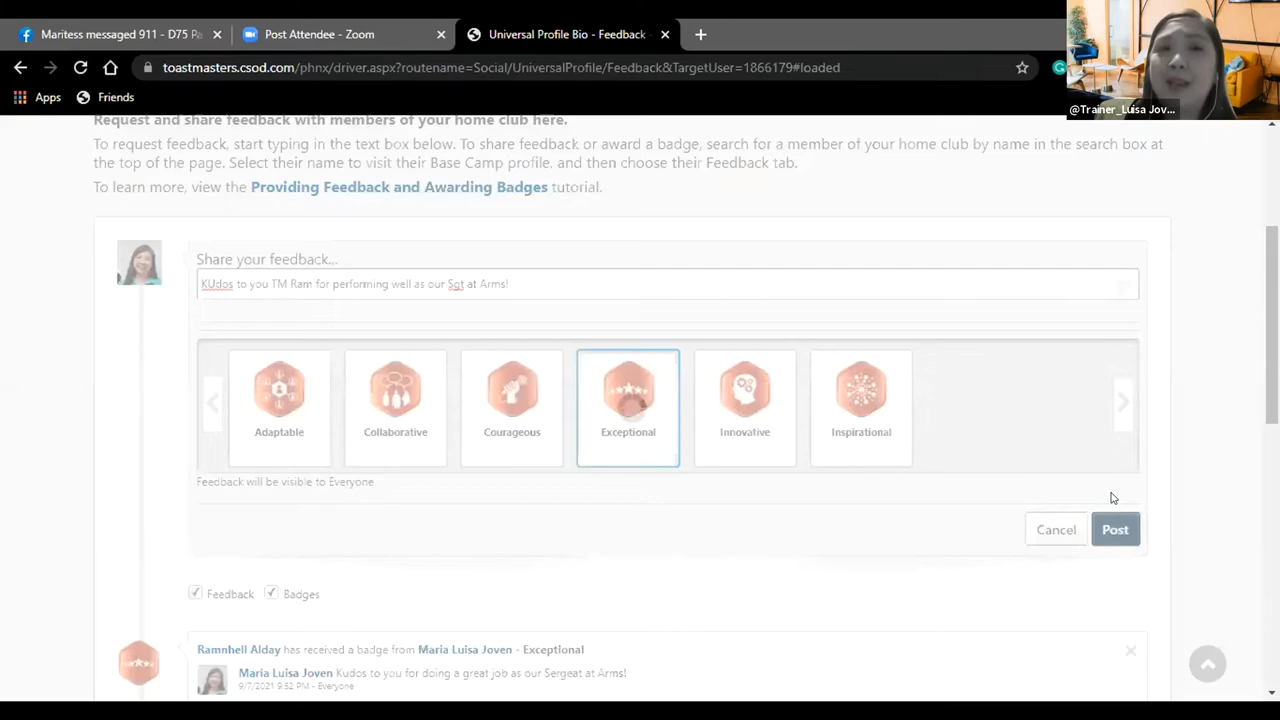 Maritess messaged 911 - D75 Pa
Post Attendee - Zoom
Universal Profile Bio - Feedback
toastmasters.csod.com/phnx/driver.aspx?routename=Social/UniversalProfile/Feedback&TargetUser=1866179#loaded
@Trainer_Luisa Jov...
Apps
Friends
Request and share feedback with members of your home club here.
To request feedback, start typing in the text box below. To share feedback or award a badge, search for a member of your home club by name in the search box at
the top of the page. Select their name to visit their Base Camp profile, and then choose their Feedback tab.
To learn more, view the Providing Feedback and Awarding Badges tutorial.
Share your feedback...
KUdos to you TM Ram for performing well as our Sgt at Arms!
Adaptable
Collaborative
Courageous
Exceptional
Innovative
Inspirational
Feedback will be visible to Everyone
Cancel
Post
Feedback
Badges
Ramnhell Alday has received a badge from Maria Luisa Joven - Exceptional
Maria Luisa Joven Kudos to you for doing a great job as our Sergeat at Arms!
9/7/2021 9:52 PM - Everyone